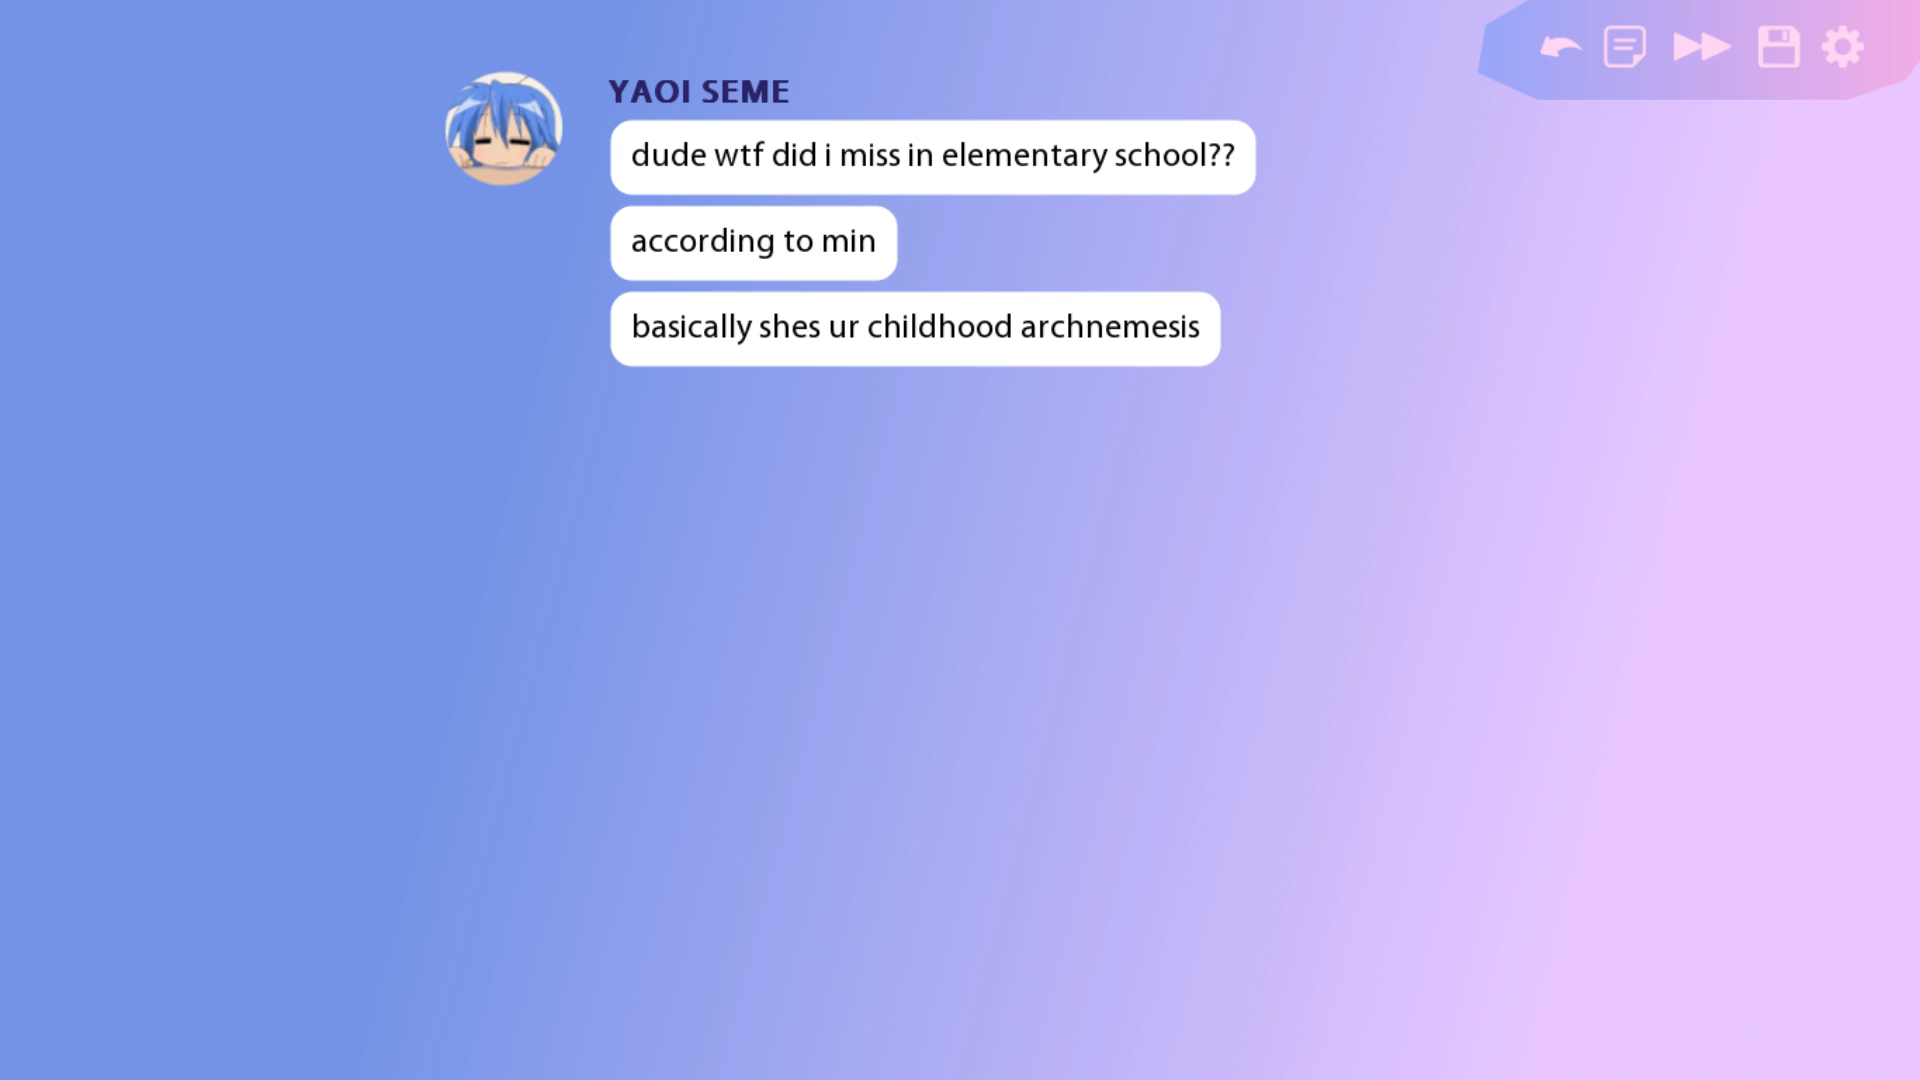 YAOI SEME
dude wtf did i miss in elementary school??
according to min
basically shes ur childhood archnemesis